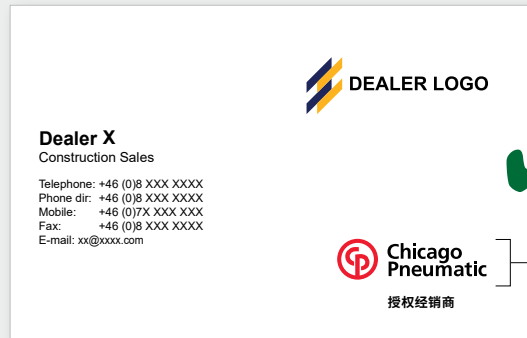 DEALER LOGO
Dealer X
Construction Sales
Telephone: +46 (0)8 XXX XXXX
Phone dir: +46 (0)8 XXX XXXX
Mobile: +46 (0)7X XXX XXX
Fax: +46 (0)8 XXX XXXX
E-mail: xx@xxxx.com
Chicago
Pneumatic
授权经销商